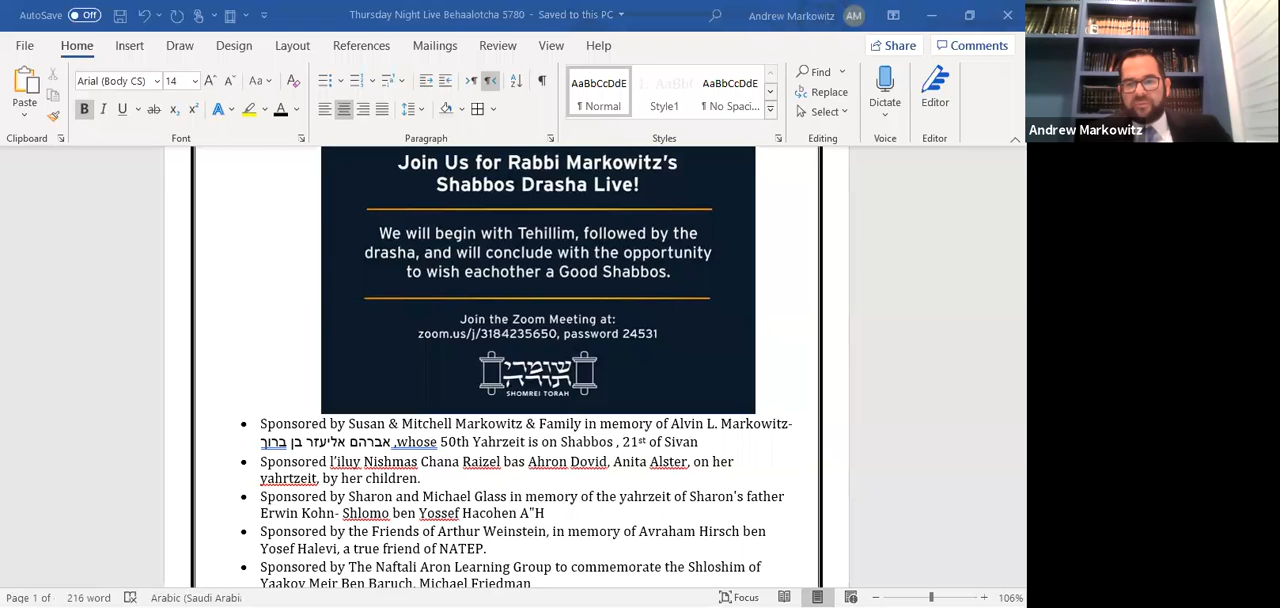 AutoSave Off Thursday Night Live Behaalotcha 5780 - Saved to this PC Andrew Markowitz AM
File Home Insert Draw Design Layout References Mailings Review View Help Share Comments
Paste Arial (Body CS) 14 A A Aa A AaBbCcDdE AaBbCcDdE Find
B I U ab x₂ x² A A Replace Dictate Editor
¶ Normal Style1 ¶ No Spaci... Select
Clipboard Font Paragraph Styles Editing Voice Editor
Andrew Markowitz
Join Us for Rabbi Markowitz's
Shabbos Drasha Live!
We will begin with Tehillim, followed by the
drasha, and will conclude with the opportunity
to wish eachother a Good Shabbos.
Join the Zoom Meeting at:
zoom.us/j/3184235650, password 24531
שומרי
תורה
SHOMREI TORAH
• Sponsored by Susan & Mitchell Markowitz & Family in memory of Alvin L. Markowitz-
אברהם אליעזר בן ברוך ,whose 50th Yahrzeit is on Shabbos , 21st of Sivan
• Sponsored l'iluy Nishmas Chana Raizel bas Ahron Dovid, Anita Alster, on her
yahrtzeit, by her children.
• Sponsored by Sharon and Michael Glass in memory of the yahrzeit of Sharon's father
Erwin Kohn- Shlomo ben Yossef Hacohen A"H
• Sponsored by the Friends of Arthur Weinstein, in memory of Avraham Hirsch ben
Yosef Halevi, a true friend of NATEP.
• Sponsored by The Naftali Aron Learning Group to commemorate the Shloshim of
Yaakov Meir Ben Baruch, Michael Friedman
Page 1 of 216 word Arabic (Saudi Arabi Focus 106%